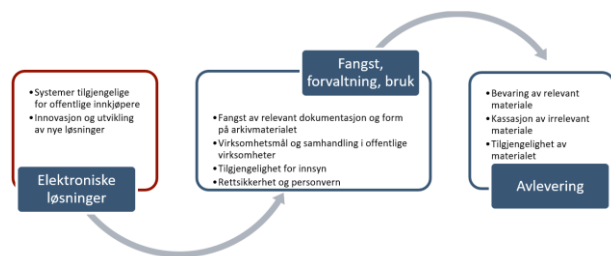 •Systemer tilgjengelige
for offentlige innkjøpere
•Innovasjon og utvikling
av nye løsninger
Elektroniske
løsninger
Fangst,
forvaltning, bruk
•Fangst av relevant dokumentasjon og form
på arkivmaterialet
•Virksomhetsmål og samhandling i offentlige
virksomheter
•Tilgjengelighet for innsyn
•Rettsikkerhet og personvern
•Bevaring av relevant
materiale
•Kassasjon av irrelevant
materiale
•Tilgjengelighet av
materialet
Avlevering